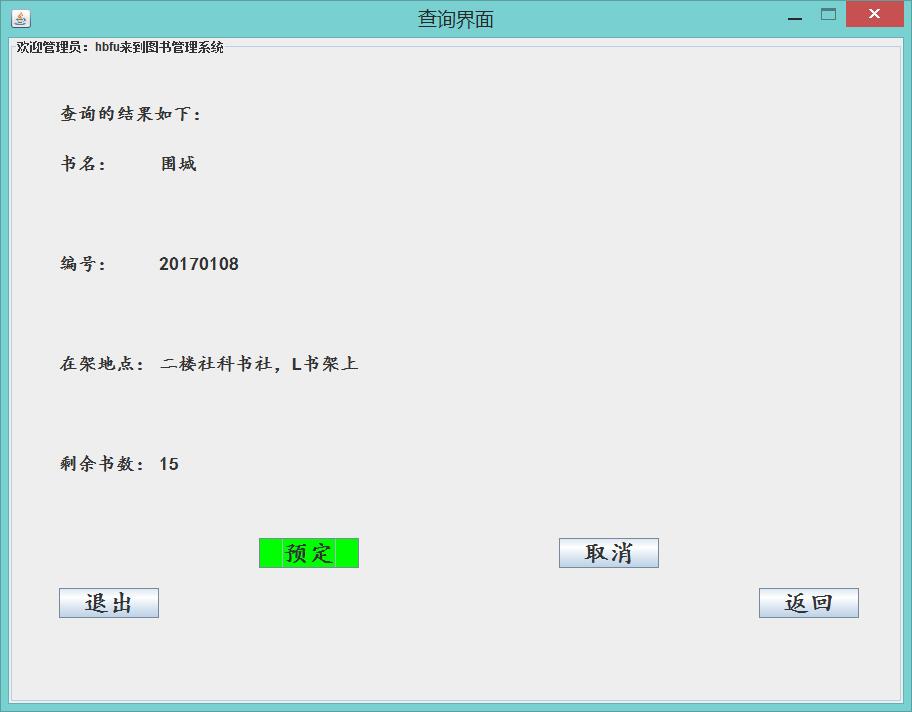 查询界面
欢迎管理员：hbfu来到图书管理系统
查询的结果如下：
书名： 围城
编号： 20170108
在架地点： 二楼社科书社，L书架上
剩余书数： 15
预定 取消
退出 返回